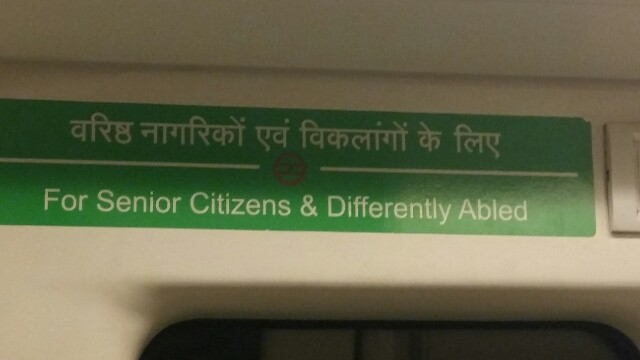 वरिष्ठ नागरिकों एवं विकलांगों के लिए
For Senior Citizens & Differently Abled